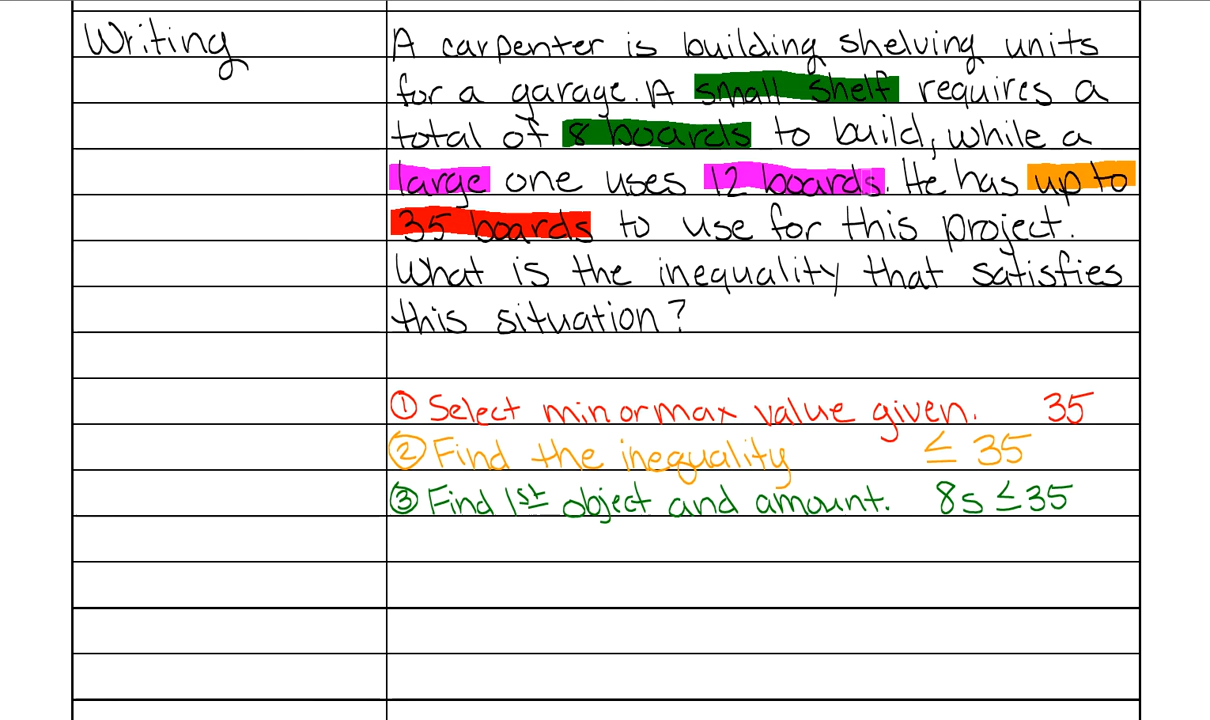 Writing
A carpenter is building shelving units
for a garage. A small shelf requires a
total of 8 boards to build, while a
large one uses 12 boards. He has up to
35 boards to use for this project.
What is the inequality that satisfies
this situation?
① Select min or max value given. 35
② Find the inequality ≤ 35
③ Find 1st object and amount. 8s ≤ 35